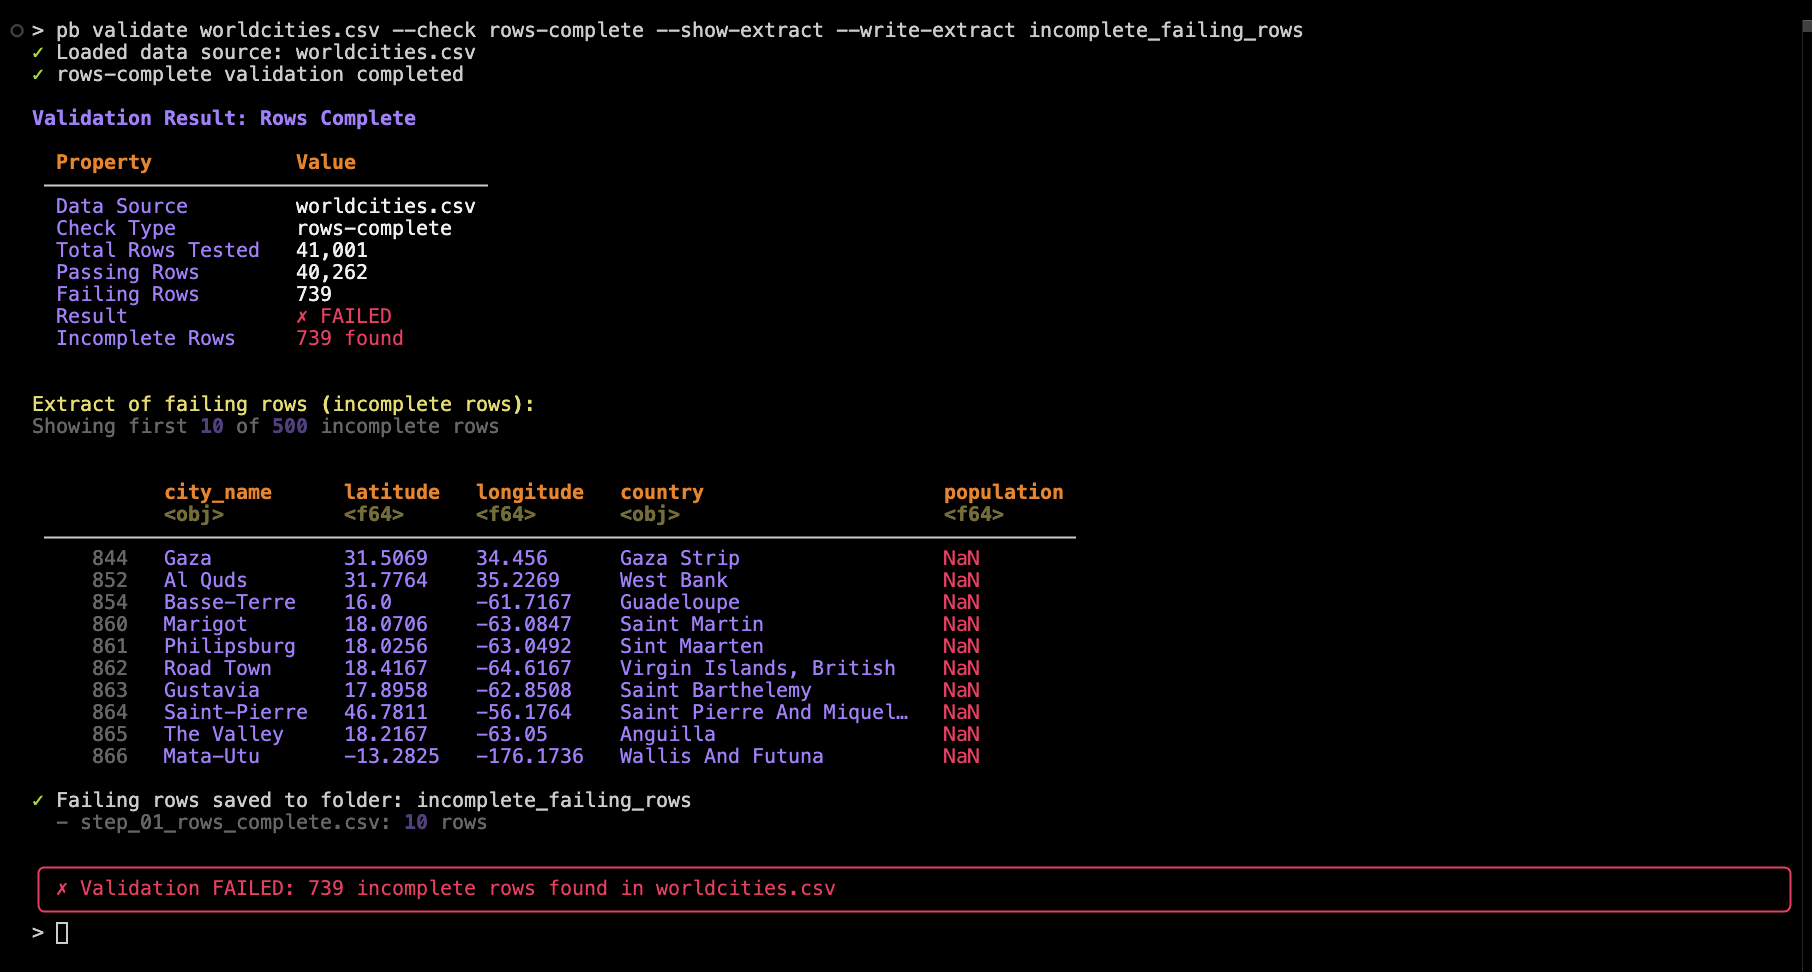 > pb validate worldcities.csv --check rows-complete --show-extract --write-extract incomplete_failing_rows
✓ Loaded data source: worldcities.csv
✓ rows-complete validation completed
Validation Result: Rows Complete
Property Value
Data Source worldcities.csv
Check Type rows-complete
Total Rows Tested 41,001
Passing Rows 40,262
Failing Rows 739
Result ✗ FAILED
Incomplete Rows 739 found
Extract of failing rows (incomplete rows):
Showing first 10 of 500 incomplete rows
city_name latitude longitude country population
<obj> <f64> <f64> <obj> <f64>
844 Gaza 31.5069 34.456 Gaza Strip NaN
852 Al Quds 31.7764 35.2269 West Bank NaN
854 Basse-Terre 16.0 -61.7167 Guadeloupe NaN
860 Marigot 18.0706 -63.0847 Saint Martin NaN
861 Philipsburg 18.0256 -63.0492 Sint Maarten NaN
862 Road Town 18.4167 -64.6167 Virgin Islands, British NaN
863 Gustavia 17.8958 -62.8508 Saint Barthelemy NaN
864 Saint-Pierre 46.7811 -56.1764 Saint Pierre And Miquel… NaN
865 The Valley 18.2167 -63.05 Anguilla NaN
866 Mata-Utu -13.2825 -176.1736 Wallis And Futuna NaN
✓ Failing rows saved to folder: incomplete_failing_rows
- step_01_rows_complete.csv: 10 rows
✗ Validation FAILED: 739 incomplete rows found in worldcities.csv
>